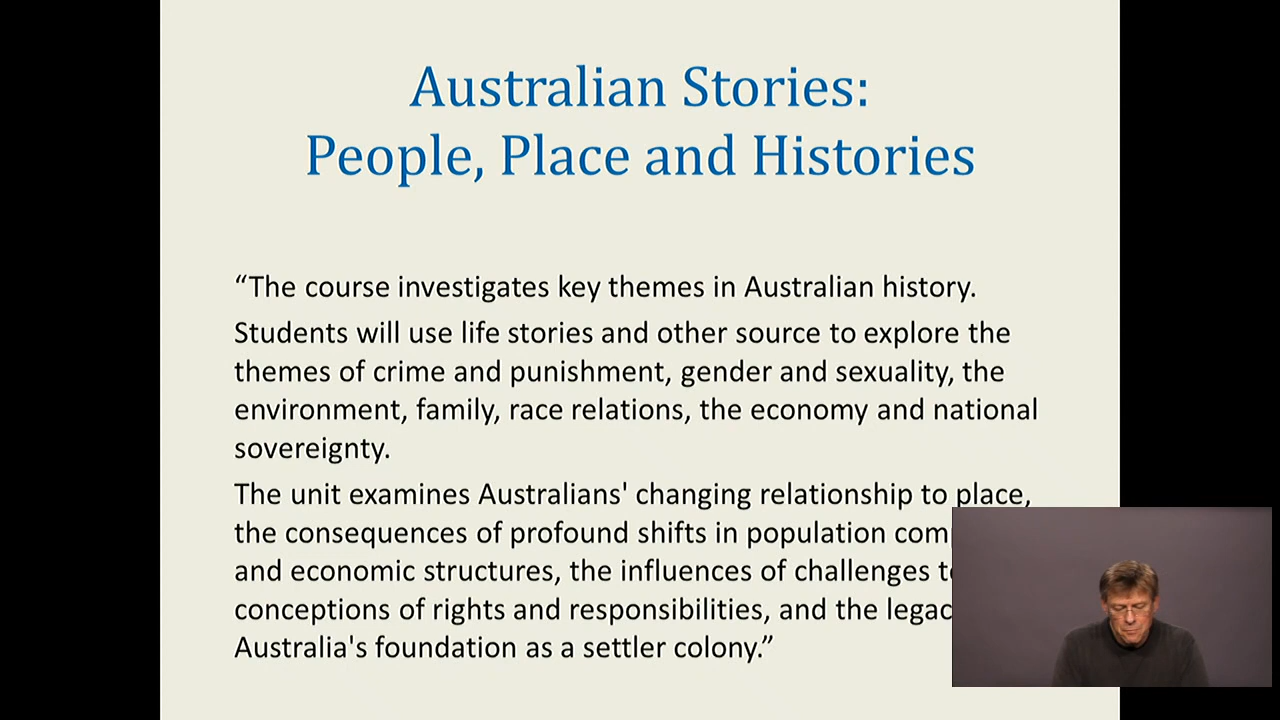 Australian Stories:
People, Place and Histories
“The course investigates key themes in Australian history.
Students will use life stories and other source to explore the
themes of crime and punishment, gender and sexuality, the
environment, family, race relations, the economy and national
sovereignty.
The unit examines Australians' changing relationship to place,
the consequences of profound shifts in population
and economic structures, the influences of challenges
conceptions of rights and responsibilities, and the
Australia's foundation as a settler colony.”